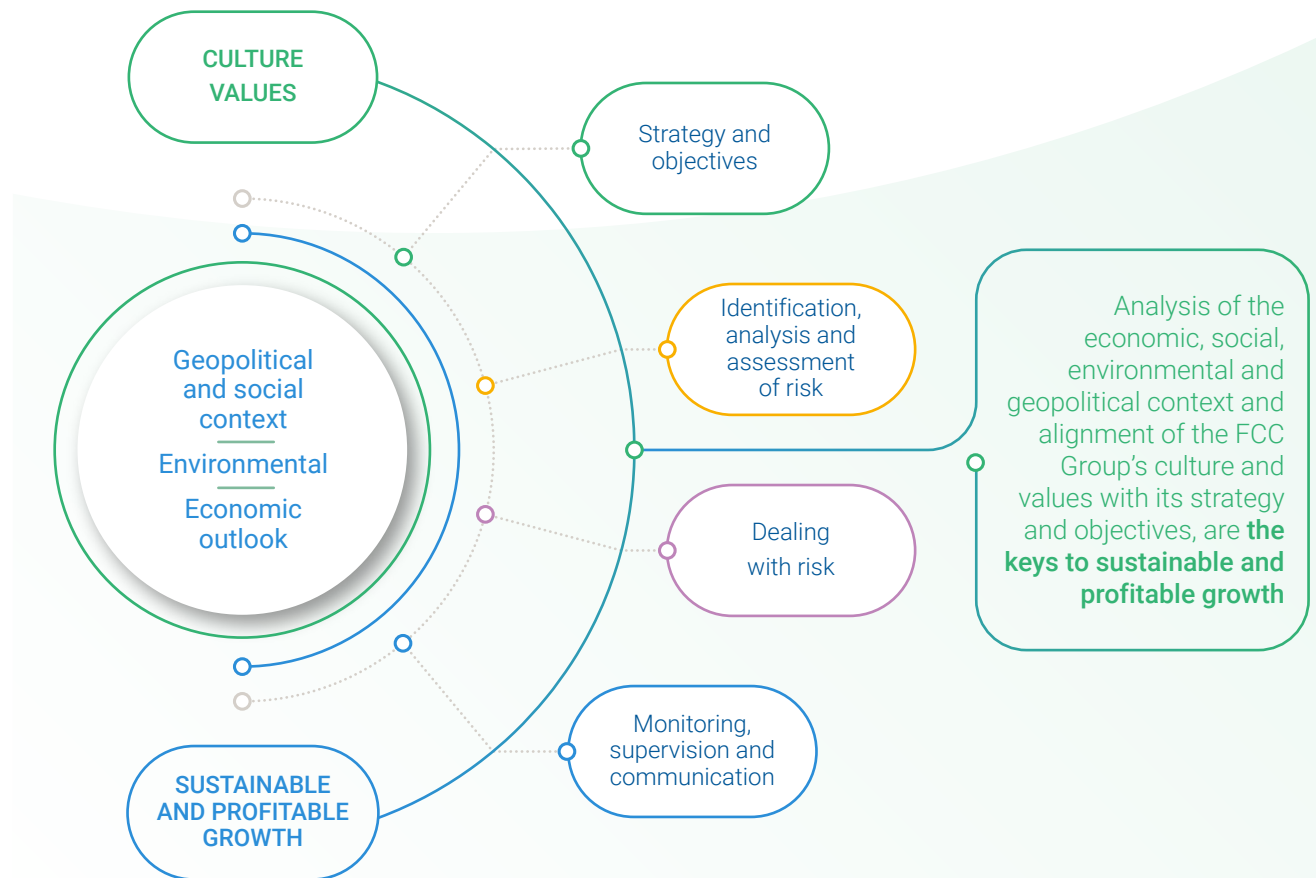 CULTURE
VALUES
Strategy and
objectives
Identification,
analysis and
assessment
of risk
Geopolitical
and social
context
Environmental
Economic
outlook
Analysis of the
economic, social,
environmental and
geopolitical context and
alignment of the FCC
Group's culture and
values with its strategy
and objectives, are the
keys to sustainable and
profitable growth
Dealing
with risk
Monitoring,
supervision and
communication
SUSTAINABLE
AND PROFITABLE
GROWTH